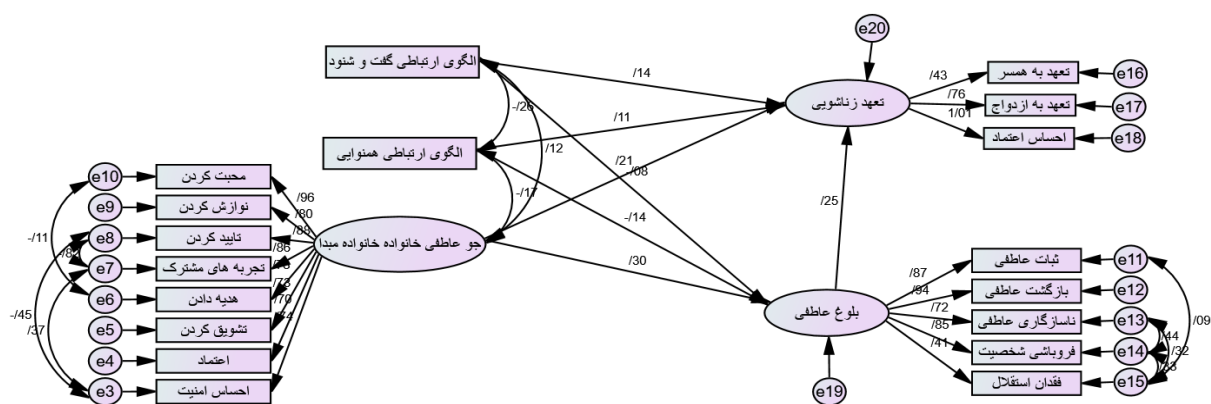 e20
الگوی ارتباطی گفت و شنود
/14
/43
تعهد به همسر
e16
تعهد زناشویی
/76
تعهد به ازدواج
e17
1/01
احساس اعتماد
e18
-/26
/11
الگوی ارتباطی همنوایی
/12
/21
-/08
-/17
-/14
/25
e10
محبت کردن
/96
e9
نوازش کردن
/80
e8
تایید کردن
/88
جو عاطفی خانواده خانواده مبدا
-/11
e7
تجربه های مشترک
/86
e6
هدیه دادن
/73
e5
تشویق کردن
/70
e4
اعتماد
e3
احساس امنیت
-/45
/37
/30
/87
ثبات عاطفی
e11
/94
بازگشت عاطفی
e12
بلوغ عاطفی
/72
ناسازگاری عاطفی
e13
/09
/85
فروپاشی شخصیت
e14
/44
/32
/41
فقدان استقلال
e15
e19